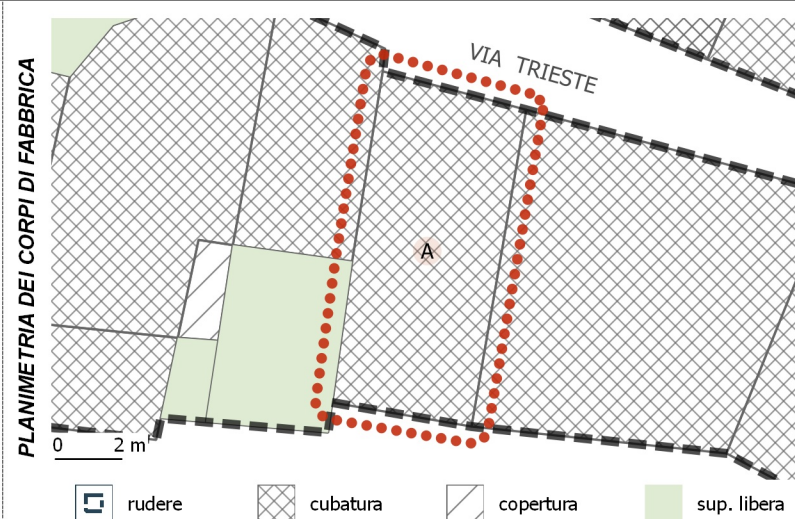 PLANIMETRIA DEI CORPI DI FABBRICA
VIA TRIESTE
A
0 2 m
rudere cubatura copertura sup. libera